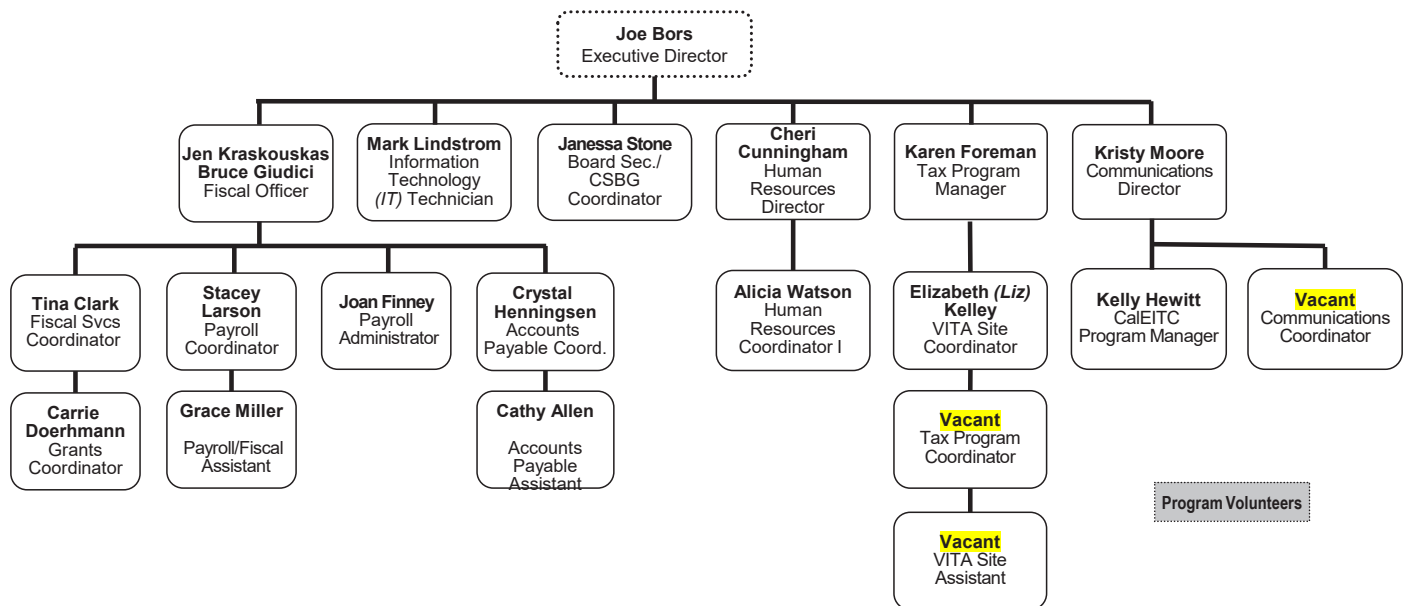 Joe Bors
Executive Director
Jen Kraskouskas
Bruce Giudici
Fiscal Officer
Mark Lindstrom
Information
Technology
(IT) Technician
Janessa Stone
Board Sec./
CSBG
Coordinator
Cheri
Cunningham
Human
Resources
Director
Karen Foreman
Tax Program
Manager
Kristy Moore
Communications
Director
Tina Clark
Fiscal Svcs
Coordinator
Stacey
Larson
Payroll
Coordinator
Joan Finney
Payroll
Administrator
Crystal
Henningsen
Accounts
Payable Coord.
Alicia Watson
Human
Resources
Coordinator I
Elizabeth (Liz)
Kelley
VITA Site
Coordinator
Kelly Hewitt
CalEITC
Program Manager
Vacant
Communications
Coordinator
Carrie
Doerhmann
Grants
Coordinator
Grace Miller
Payroll/Fiscal
Assistant
Cathy Allen
Accounts
Payable
Assistant
Vacant
Tax Program
Coordinator
Program Volunteers
Vacant
VITA Site
Assistant